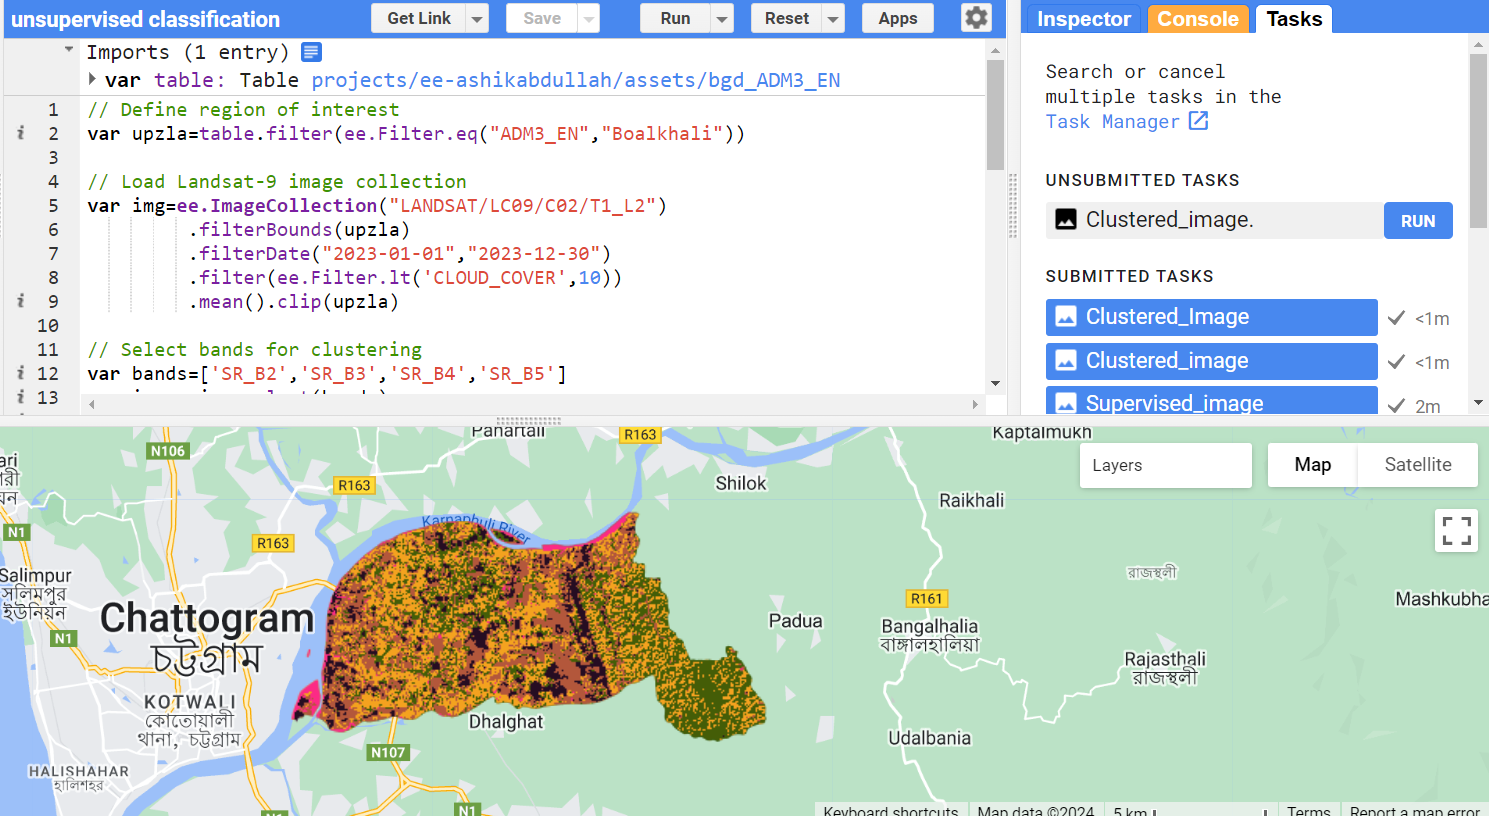 unsupervised classification
Get Link
Save
Run
Reset
Apps
Inspector
Console
Tasks
Imports (1 entry)
var table: Table projects/ee-ashikabdullah/assets/bgd_ADM3_EN
1 // Define region of interest
i 2 var upzla=table.filter(ee.Filter.eq("ADM3_EN","Boalkhali"))
3
4 // Load Landsat-9 image collection
5 var img=ee.ImageCollection("LANDSAT/LC09/C02/T1_L2")
6 .filterBounds(upzla)
7 .filterDate("2023-01-01","2023-12-30")
8 .filter(ee.Filter.lt('CLOUD_COVER',10))
i 9 .mean().clip(upzla)
10
11 // Select bands for clustering
i 12 var bands=['SR_B2','SR_B3','SR_B4','SR_B5']
i 13
Search or cancel
multiple tasks in the
Task Manager
UNSUBMITTED TASKS
Clustered_image.
RUN
SUBMITTED TASKS
Clustered_Image
<1m
Clustered_image
<1m
Supervised_image
2m
Layers
Map
Satellite
N106
Panartali
R163
Kaptaimukh
R163
Shilok
Raikhali
N1
R163
Karnaphuli River
Salimpur
সলিমপুর
ইউনিয়ন
রাজস্থলী
R161
Mashkubha
Chattogram
চট্টগ্রাম
N1
Padua
Bangalhalia
বাঙ্গালহালিয়া
Rajasthali
রাজস্থলী
KOTWALI
কোতোয়ালী
থানা, চট্টগ্রাম
Dhalghat
N107
Udalbania
HALISHAHAR
হালিশহর
N1
Keyboard shortcuts
Map data ©2024
5 km
Terms
Report a map error